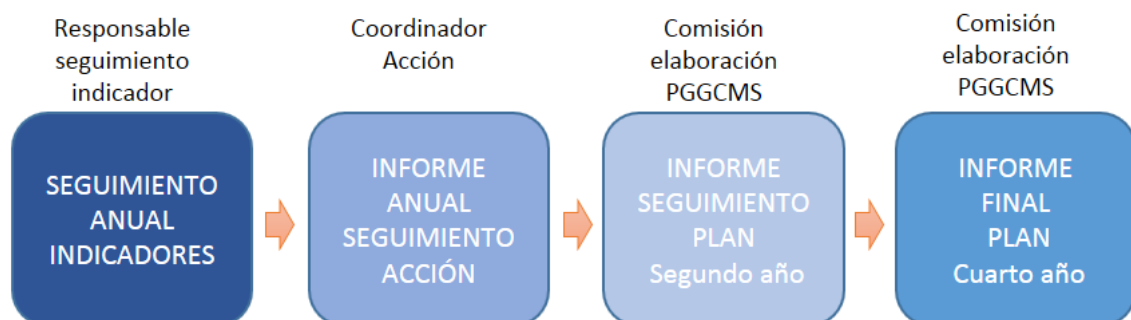 Responsable
seguimiento
indicador
SEGUIMIENTO
ANUAL
INDICADORES
Coordinador
Acción
INFORME
ANUAL
SEGUIMIENTO
ACCIÓN
Comisión
elaboración
PGGCMS
INFORME
SEGUIMIENTO
PLAN
Segundo año
Comisión
elaboración
PGGCMS
INFORME
FINAL
PLAN
Cuarto año